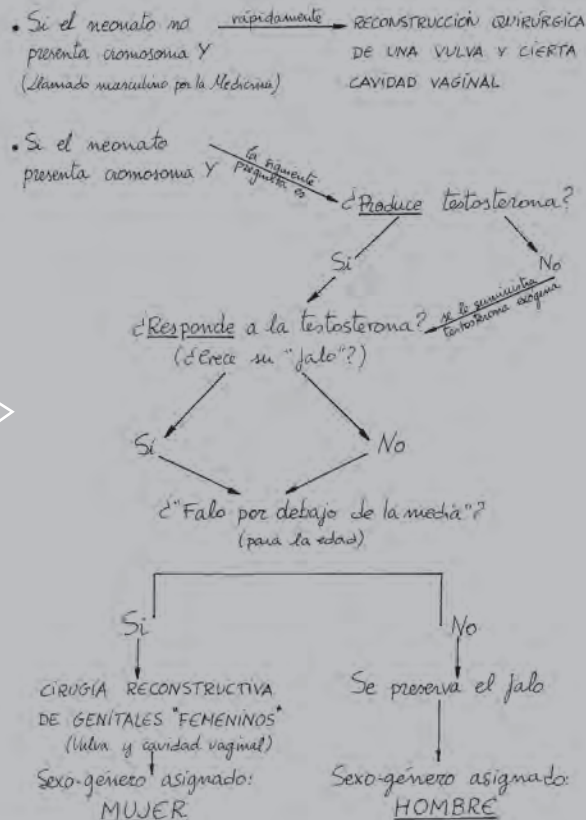 • Si el neonato no
presenta cromosoma Y
(llamado masculino por la Medicina)
rápidamente
RECONSTRUCCIÓN QUIRÚRGICA
DE UNA VULVA Y CIERTA
CAVIDAD VAGINAL
• Si el neonato
presenta cromosoma Y
la siguiente
pregunta es
¿Produce testosterona?
Si
No
se le suministra
testosterona exógena
¿Responde a la testosterona?
(¿Crece su "falo"?)
Si
No
¿"Falo por debajo de la media"?
(para la edad)
Si
No
CIRUGÍA RECONSTRUCTIVA
DE GENITALES "FEMENINOS"
(Vulva y cavidad vaginal)
Sexo-género asignado:
MUJER
Se preserva el falo
Sexo-género asignado:
HOMBRE